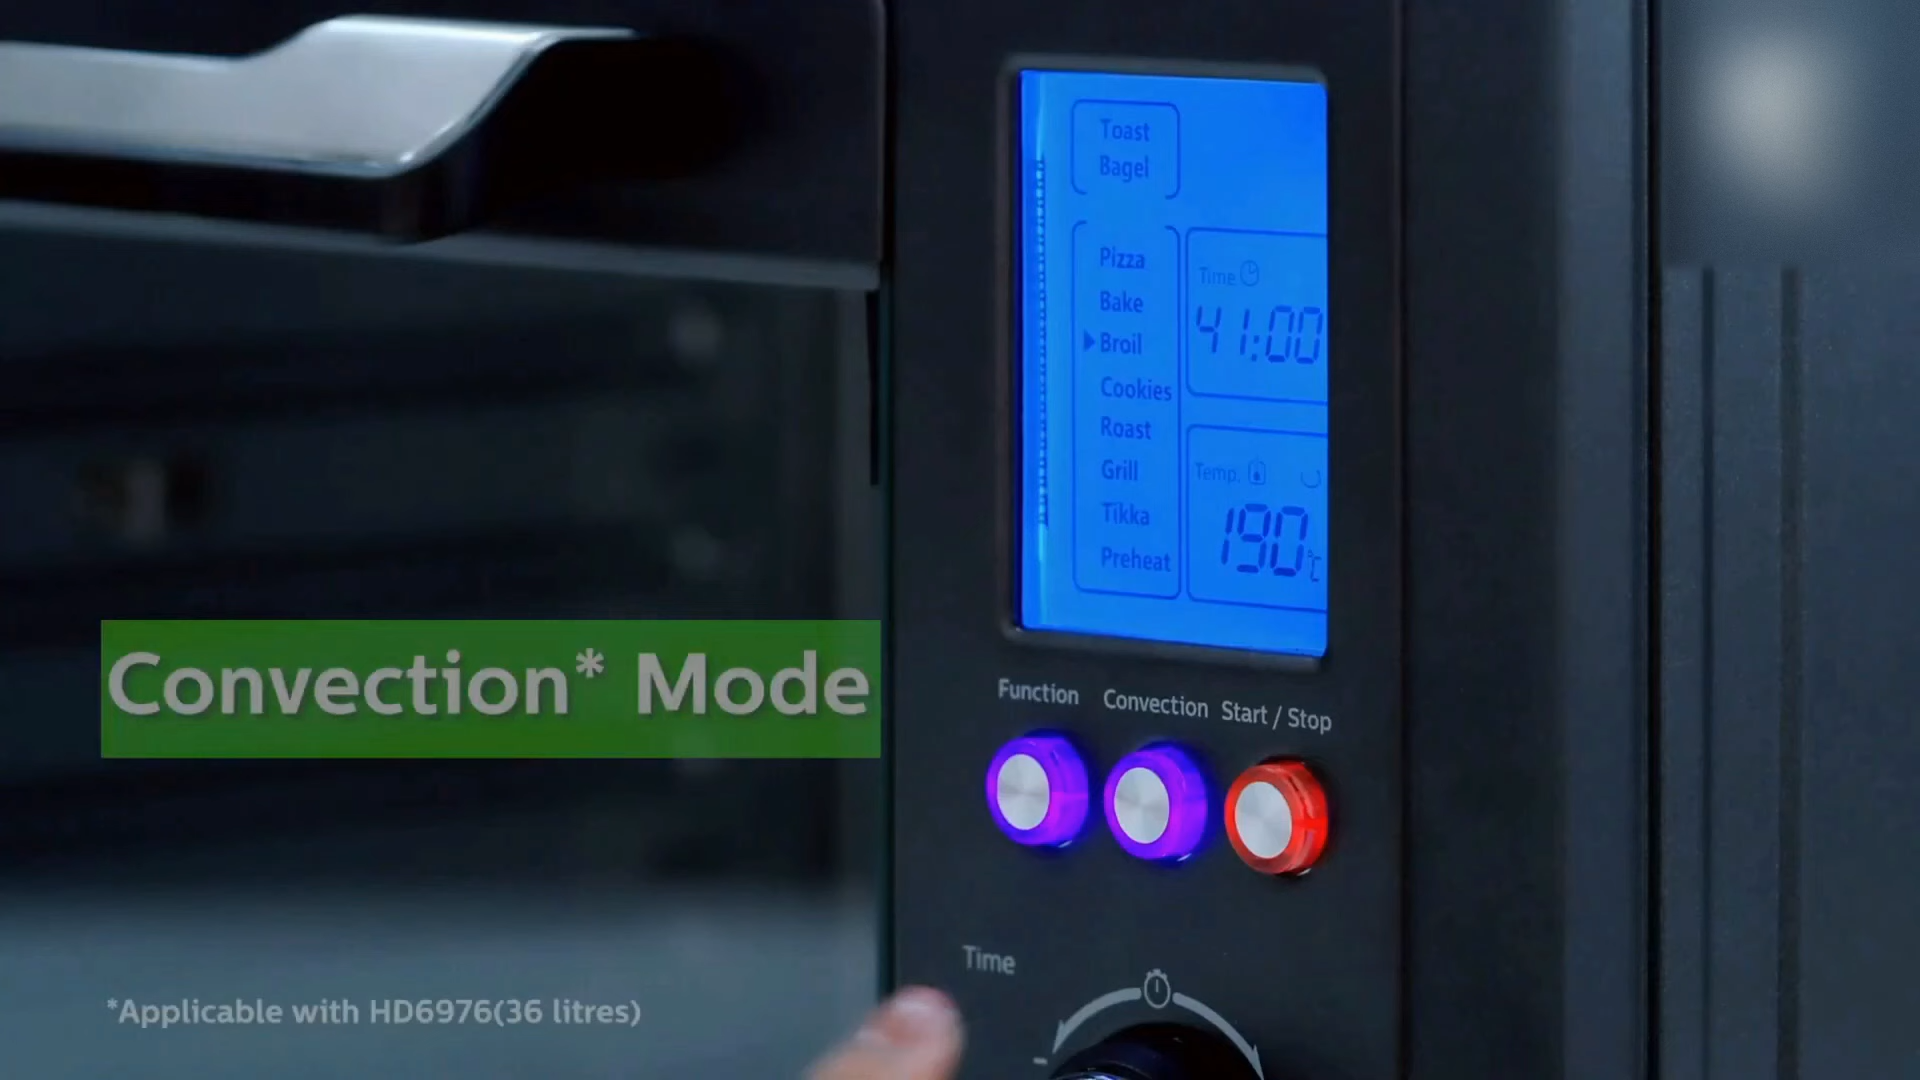 Toast
Bagel
Pizza
Bake
Broil
Cookies
Roast
Grill
Tikka
Preheat
Time
41:00
Temp.
190°C
Convection* Mode
Function Convection Start / Stop
Time
-
*Applicable with HD6976(36 litres)